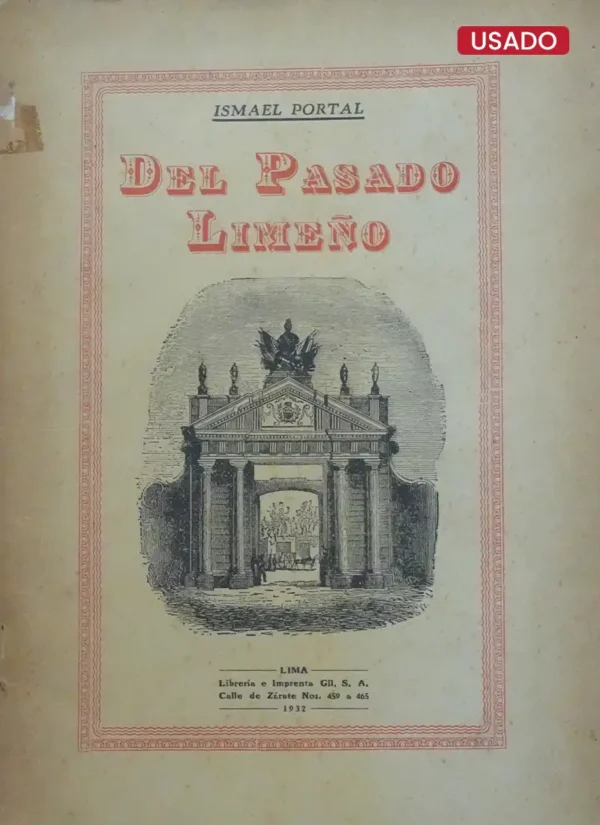 USADO
ISMAEL PORTAL
DEL PASADO
LIMEÑO
LIMA
Librería e Imprenta Gil, S. A.
Calle de Zárate Nos. 459 a 465
1932